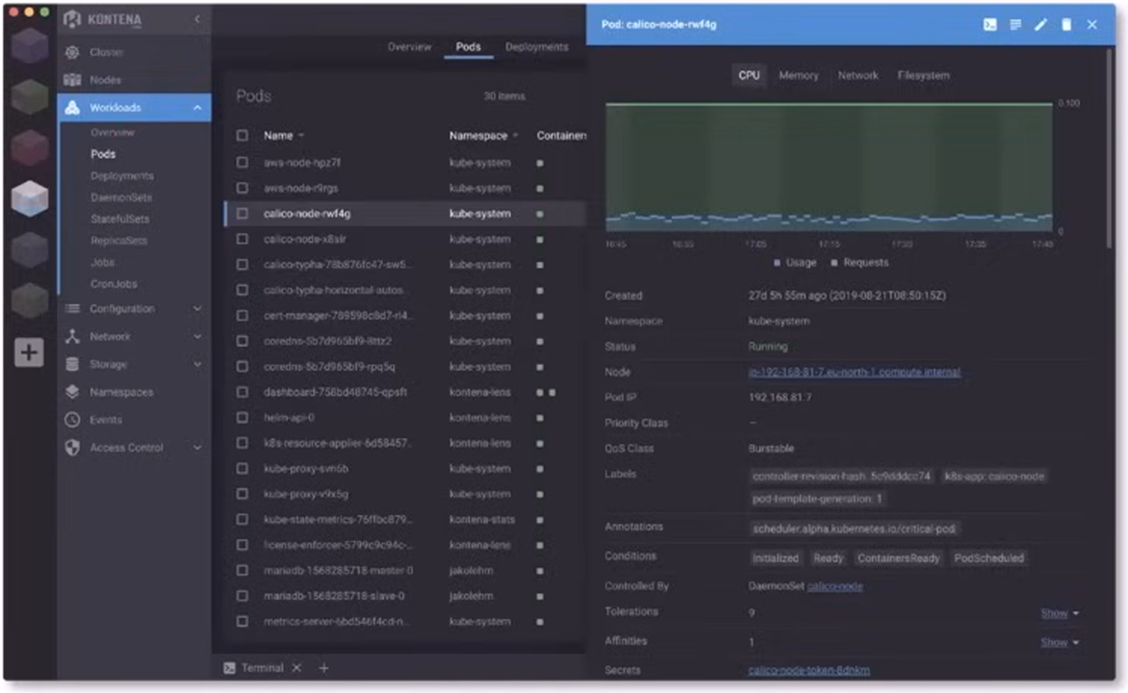 KONTENA
Cluster
Nodes
Workloads
Overview
Pods
Deployments
DaemonSets
StatefulSets
ReplicaSets
Jobs
CronJobs
Configuration
Network
Storage
Namespaces
Events
Access Control
Overview Pods Deployments
Pods 30 items
Name Namespace Containers
aws-node-hpz7f kube-system
aws-node-r9rgs kube-system
calico-node-rwf4g kube-system
calico-node-x8slr kube-system
calico-typha-78b876fc47-sw5... kube-system
calico-typha-horizontal-autos... kube-system
cert-manager-789598c8d7-rl4... kube-system
coredns-5b7d965bf9-8ttz2 kube-system
coredns-5b7d965bf9-rpq5q kube-system
dashboard-758bd48745-qpsft kontena-lens
helm-api-0 kontena-lens
k8s-resource-applier-6d58457... kontena-lens
kube-proxy-svn6b kube-system
kube-proxy-v9x5g kube-system
kube-state-metrics-76ffbc879... kontena-stats
license-enforcer-5799c9c94c-... kontena-lens
mariadb-1568285718-master-0 jakolehm
mariadb-1568285718-slave-0 jakolehm
metrics-server-6bd546f4cd-n... kube-system
Terminal
Pod: calico-node-rwf4g
CPU Memory Network Filesystem
0.100
0
16:45 16:55 17:05 17:15 17:25 17:35 17:45
Usage Requests
Created 27d 5h 55m ago (2019-08-21T08:50:15Z)
Namespace kube-system
Status Running
Node ip-192-168-81-7.eu-north-1.compute.internal
Pod IP 192.168.81.7
Priority Class –
QoS Class Burstable
Labels controller-revision-hash: 5c9dddcc74 k8s-app: calico-node
pod-template-generation: 1
Annotations scheduler.alpha.kubernetes.io/critical-pod
Conditions Initialized Ready ContainersReady PodScheduled
Controlled By DaemonSet calico-node
Tolerations 9 Show
Affinities 1 Show
Secrets calico-node-token-8dnkm